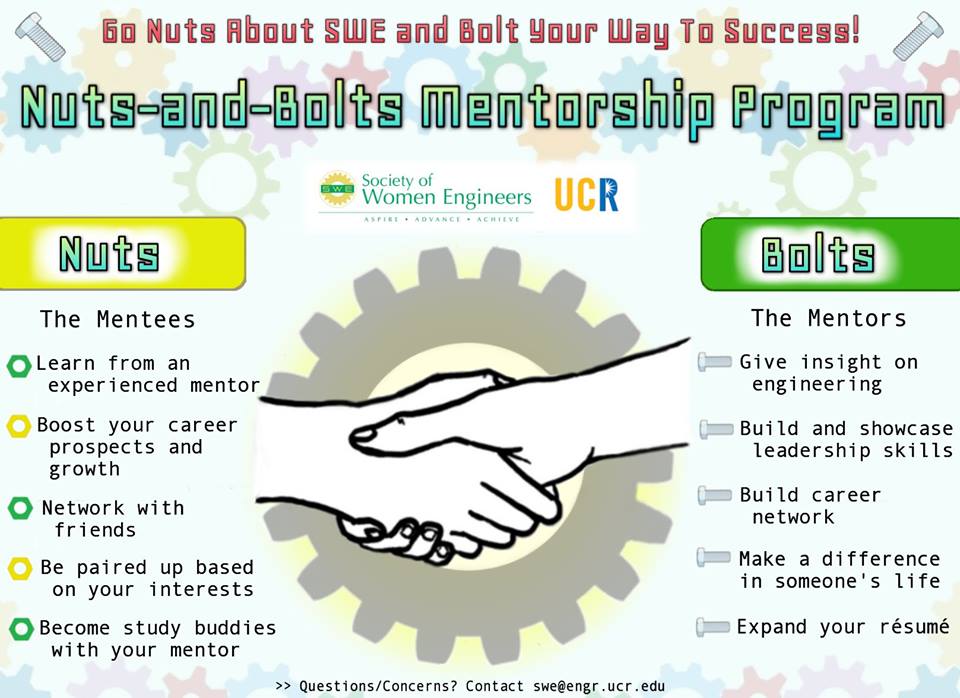 Go Nuts About SWE and Bolt Your Way To Success!
Nuts-and-Bolts Mentorship Program
SWE
Society of
Women Engineers
ASPIRE • ADVANCE • ACHIEVE
UCR
Nuts
The Mentees
Learn from an
experienced mentor
Boost your career
prospects and
growth
Network with
friends
Be paired up based
on your interests
Become study buddies
with your mentor
Bolts
The Mentors
Give insight on
engineering
Build and showcase
leadership skills
Build career
network
Make a difference
in someone's life
Expand your résumé
>> Questions/Concerns? Contact swe@engr.ucr.edu